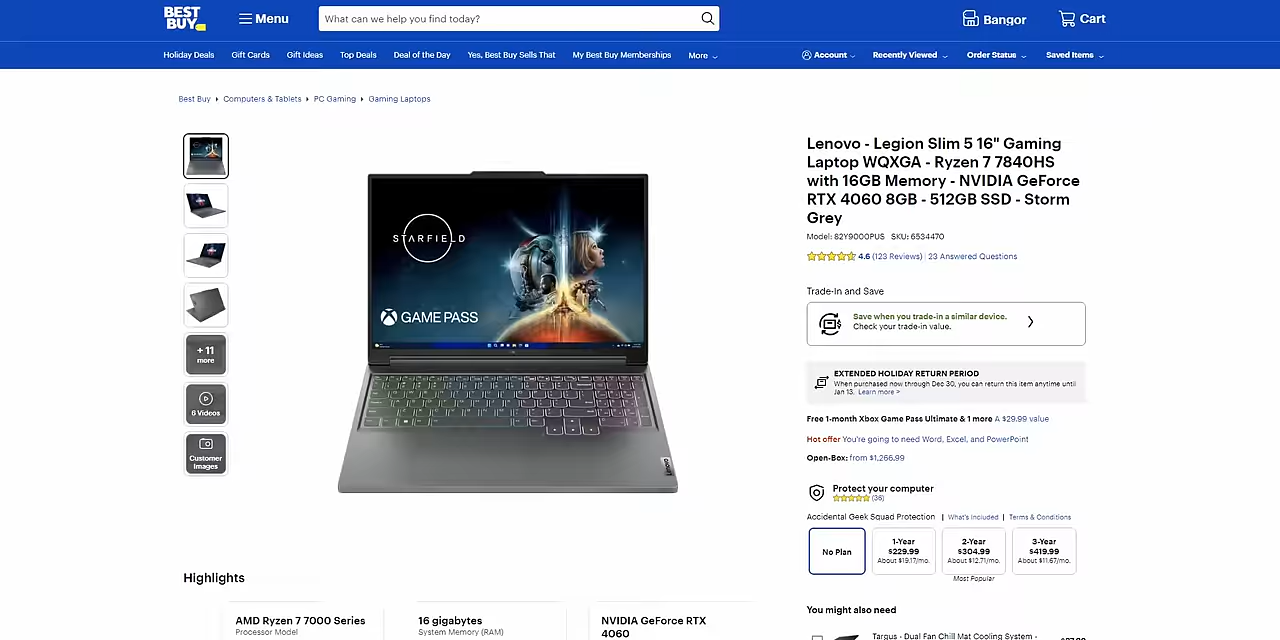 BEST BUY
Menu
What can we help you find today?
Bangor
Cart
Holiday Deals Gift Cards Gift Ideas Top Deals Deal of the Day Yes, Best Buy Sells That My Best Buy Memberships More
Account Recently Viewed Order Status Saved Items
Best Buy Computers & Tablets PC Gaming Gaming Laptops
STARFIELD
GAME PASS
Lenovo
+ 11
more
6 Videos
Customer
Images
Lenovo - Legion Slim 5 16" Gaming
Laptop WQXGA - Ryzen 7 7840HS
with 16GB Memory - NVIDIA GeForce
RTX 4060 8GB - 512GB SSD - Storm
Grey
Model: 82Y9000PUS SKU: 6534470
4.6 (123 Reviews) | 23 Answered Questions
Trade-In and Save
Save when you trade-in a similar device.
Check your trade-in value.
EXTENDED HOLIDAY RETURN PERIOD
When purchased now through Dec 30, you can return this item anytime until
Jan 13. Learn more >
Free 1-month Xbox Game Pass Ultimate & 1 more A $29.99 value
Hot offer You're going to need Word, Excel, and PowerPoint
Open-Box: from $1,266.99
Protect your computer
(36)
Accidental Geek Squad Protection | What's Included | Terms & Conditions
No Plan
1-Year
$229.99
About $19.17/mo.
2-Year
$304.99
About $12.71/mo.
Most Popular
3-Year
$419.99
About $11.67/mo.
You might also need
Targus - Dual Fan Chill Mat Cooling System -
Highlights
AMD Ryzen 7 7000 Series
Processor Model
16 gigabytes
System Memory (RAM)
NVIDIA GeForce RTX
4060